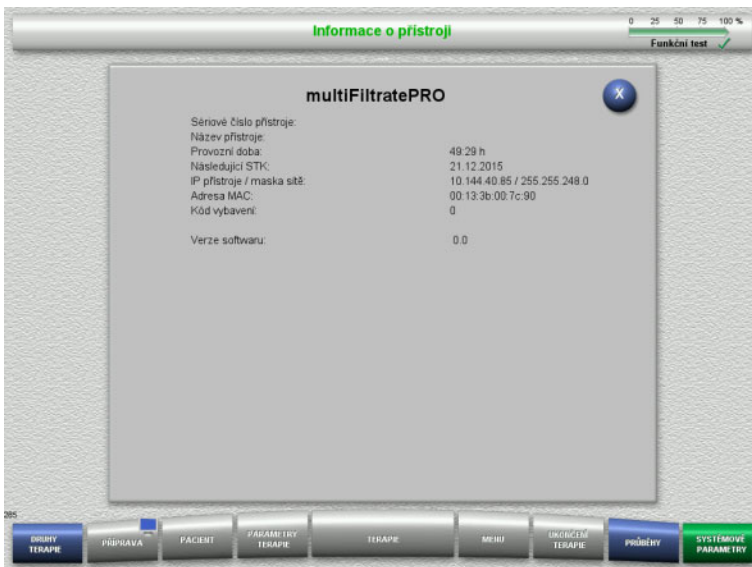 Informace o přístroji
0 25 50 75 100 %
Funkční test
multiFiltratePRO
X
Sériové číslo přístroje:
Název přístroje:
Provozní doba: 49:29 h
Následující STK: 21.12.2015
IP přístroje / maska sítě: 10.144.40.85 / 255.255.248.0
Adresa MAC: 00:13:3b:00:7c:90
Kód vybavení: 0
Verze softwaru: 0.0
285
DRUHY TERAPIE
PŘÍPRAVA
PACIENT
PARAMETRY TERAPIE
TERAPIE
MENU
UKONČENÍ TERAPIE
PRŮBĚHY
SYSTÉMOVÉ PARAMETRY